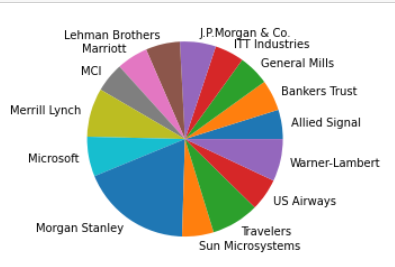 Lehman Brothers
J.P.Morgan & Co.
Marriott
ITT Industries
General Mills
MCI
Bankers Trust
Merrill Lynch
Allied Signal
Microsoft
Warner-Lambert
US Airways
Morgan Stanley
Travelers
Sun Microsystems